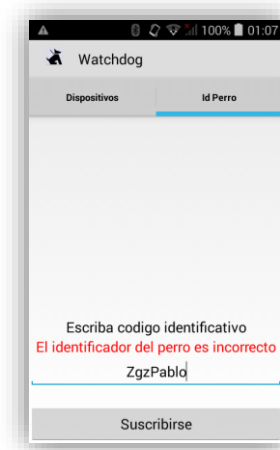 100% 01:07
Watchdog
Dispositivos Id Perro
Escriba codigo identificativo
El identificador del perro es incorrecto
ZgzPablo
Suscribirse